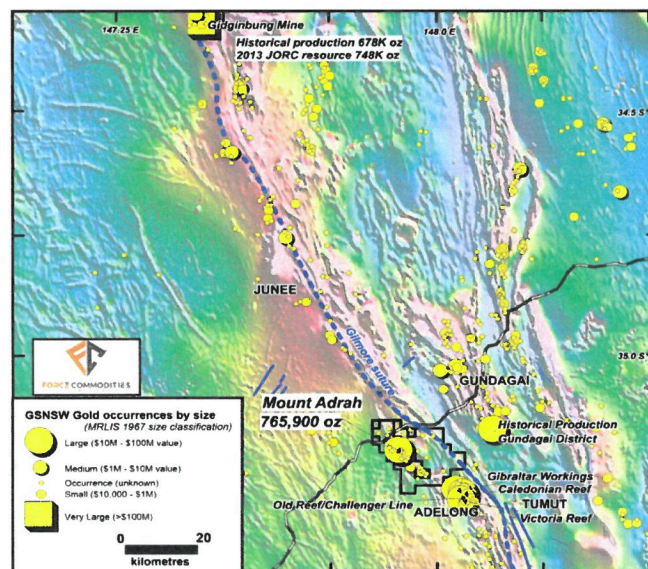 147.25 E
148.0 E
Gidginbung Mine
Historical production 678K oz
2013 JORC resource 748K oz
34.5 S
JUNEE
Gilmore suture
35.0 S
GUNDAGAI
Mount Adrah
765,900 oz
Historical Production
Gundagai District
Gibraltar Workings
Caledonian Reef
TUMUT
Victoria Reef
Old Reef/Challenger Line
ADELONG
FORCE COMMODITIES
GSNSW Gold occurrences by size
(MRLIS 1967 size classification)
Large ($10M - $100M value)
Medium ($1M - $10M value)
Occurrence (unknown)
Small ($10,000 - $1M)
Very Large (>$100M)
0 20
kilometres